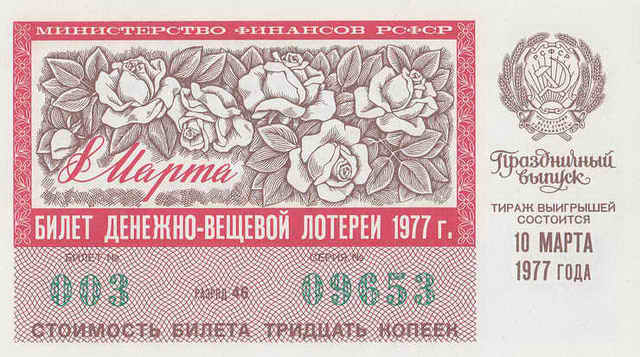 МИНИСТЕРСТВО ФИНАНСОВ РСФСР
8 Марта
БИЛЕТ ДЕНЕЖНО-ВЕЩЕВОЙ ЛОТЕРЕИ 1977 г.
БИЛЕТ № СЕРИЯ №
003 РАЗРЯД 46 09653
СТОИМОСТЬ БИЛЕТА ТРИДЦАТЬ КОПЕЕК
РСФСР
Праздничный
выпуск
ТИРАЖ ВЫИГРЫШЕЙ
СОСТОИТСЯ
10 МАРТА
1977 ГОДА